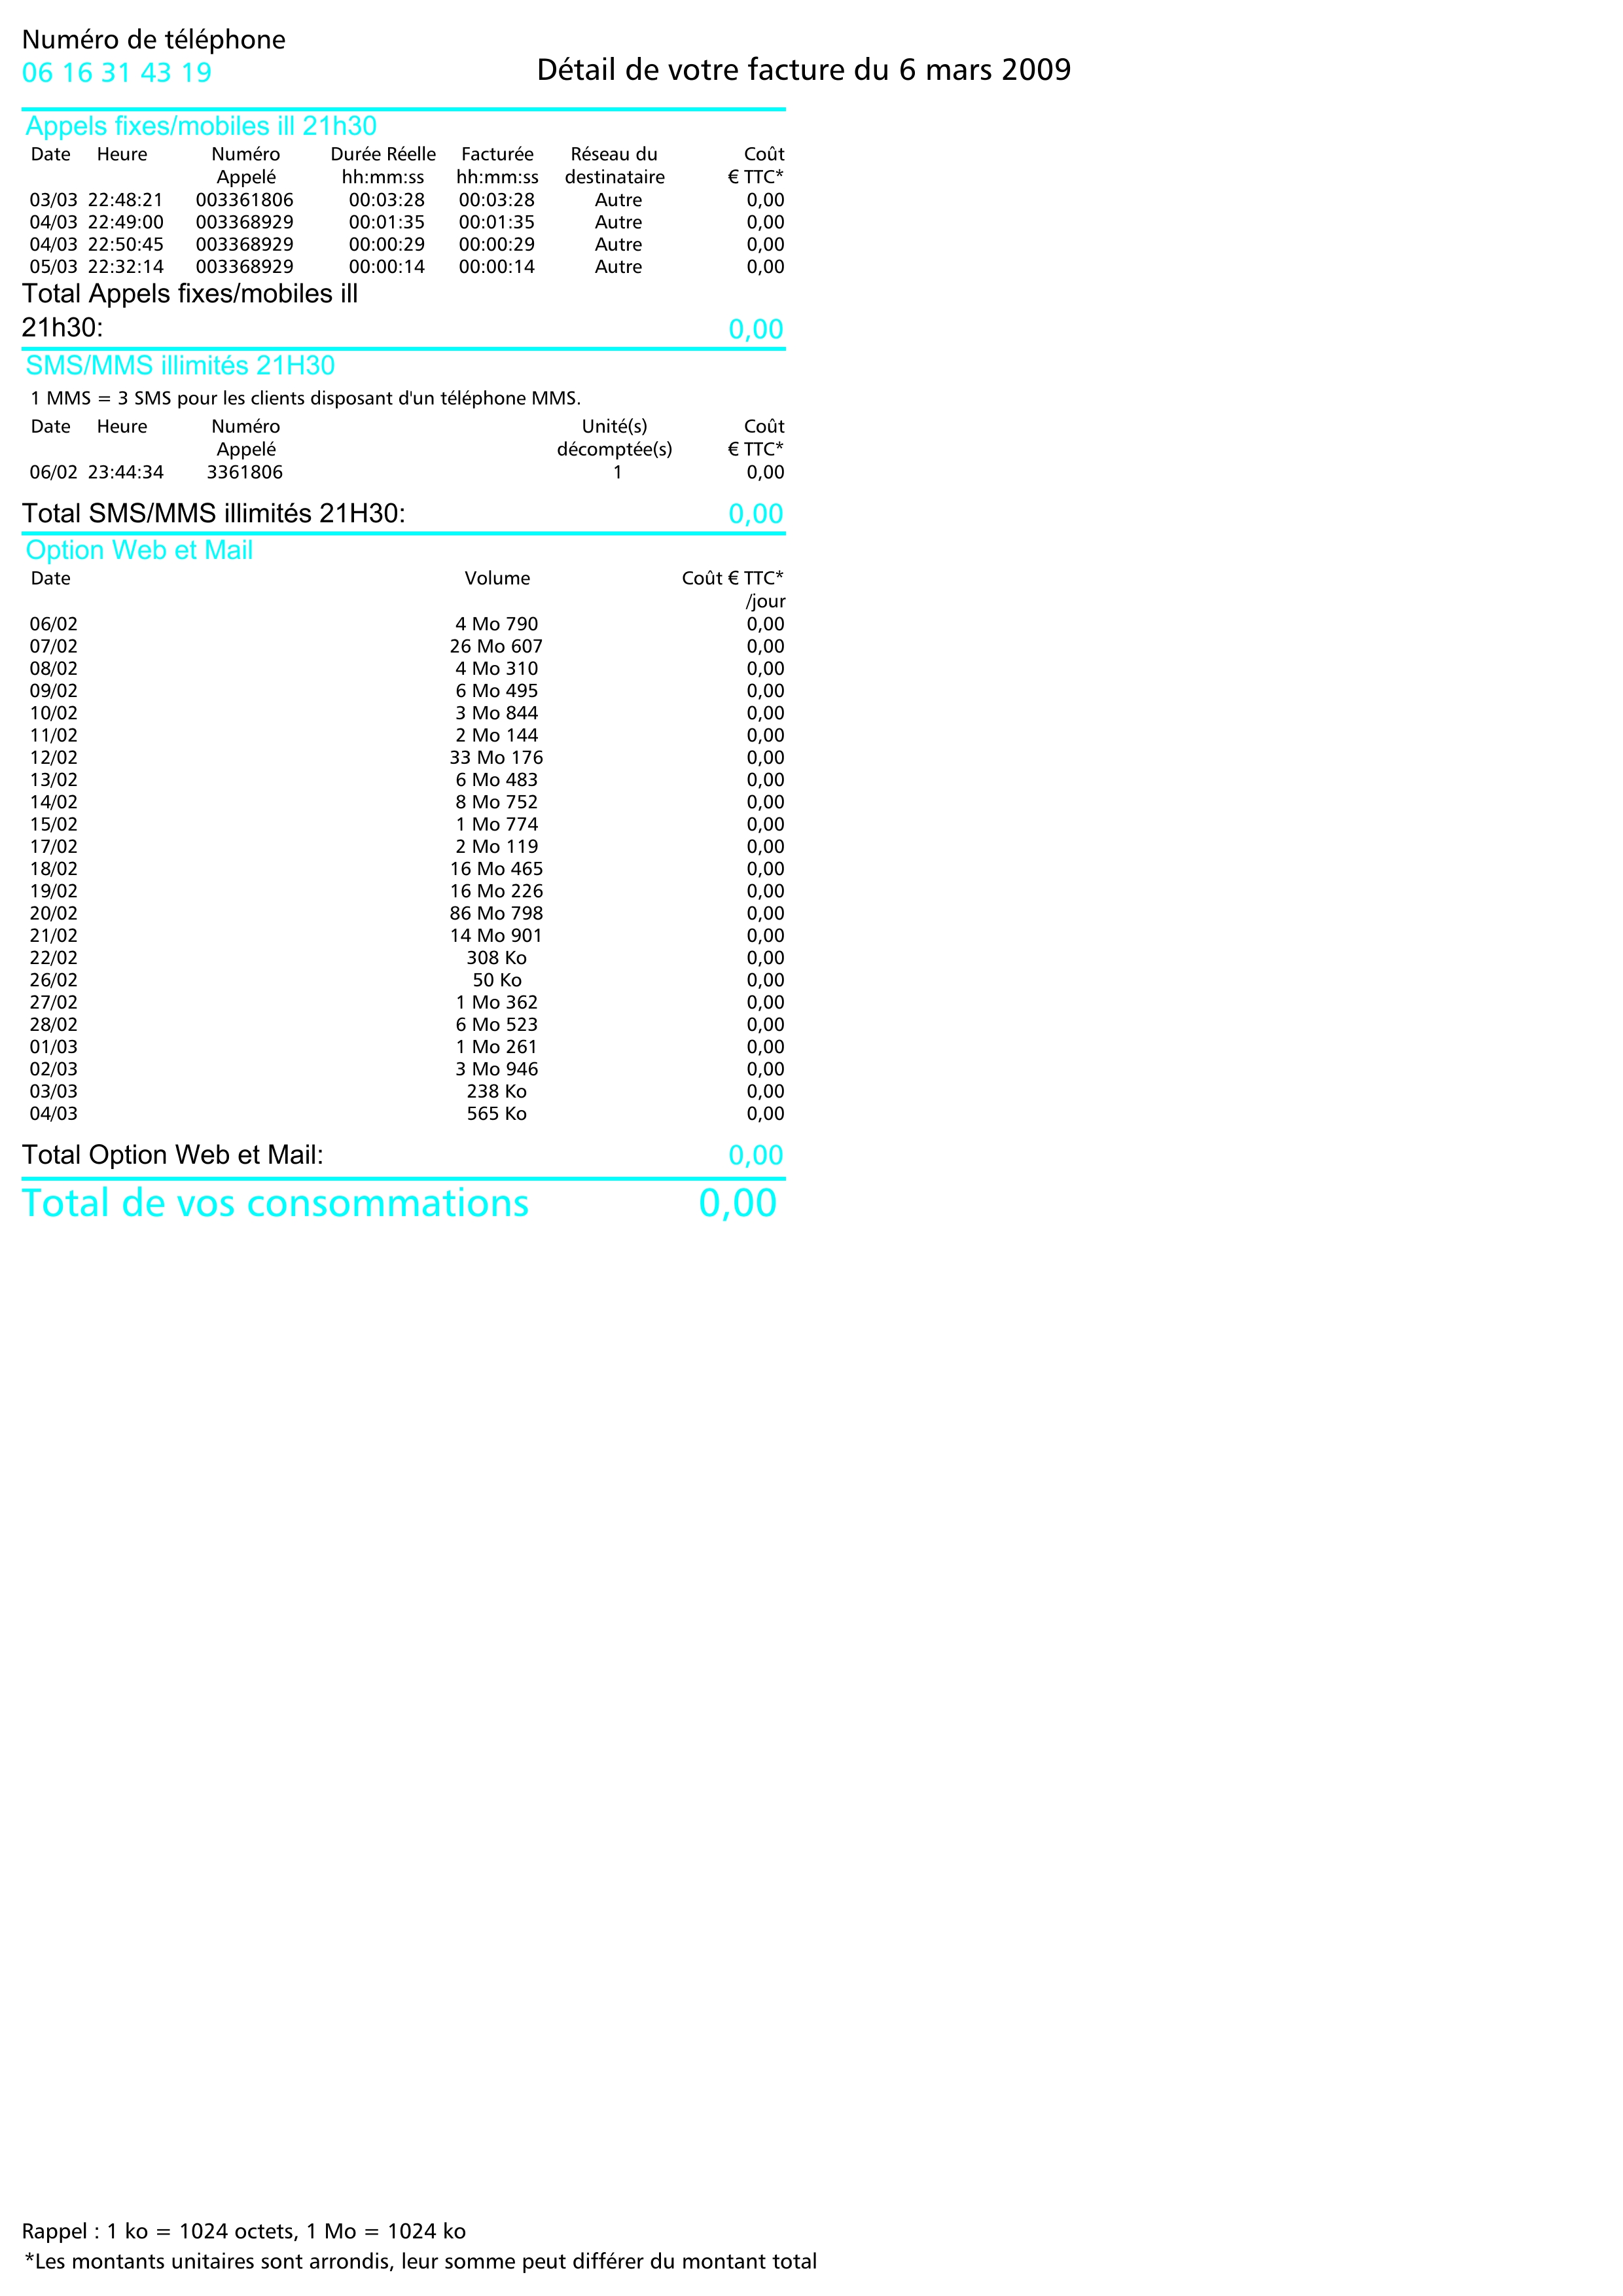 Numéro de téléphone
06 16 31 43 19
Détail de votre facture du 6 mars 2009
Appels fixes/mobiles ill 21h30
Date Heure Numéro Durée Réelle Facturée Réseau du Coût
Appelé hh:mm:ss hh:mm:ss destinataire € TTC*
03/03 22:48:21 003361806 00:03:28 00:03:28 Autre 0,00
04/03 22:49:00 003368929 00:01:35 00:01:35 Autre 0,00
04/03 22:50:45 003368929 00:00:29 00:00:29 Autre 0,00
05/03 22:32:14 003368929 00:00:14 00:00:14 Autre 0,00
Total Appels fixes/mobiles ill
21h30: 0,00
SMS/MMS illimités 21H30
1 MMS = 3 SMS pour les clients disposant d'un téléphone MMS.
Date Heure Numéro Unité(s) Coût
Appelé décomptée(s) € TTC*
06/02 23:44:34 3361806 1 0,00
Total SMS/MMS illimités 21H30: 0,00
Option Web et Mail
Date Volume Coût € TTC*
/jour
06/02 4 Mo 790 0,00
07/02 26 Mo 607 0,00
08/02 4 Mo 310 0,00
09/02 6 Mo 495 0,00
10/02 3 Mo 844 0,00
11/02 2 Mo 144 0,00
12/02 33 Mo 176 0,00
13/02 6 Mo 483 0,00
14/02 8 Mo 752 0,00
15/02 1 Mo 774 0,00
17/02 2 Mo 119 0,00
18/02 16 Mo 465 0,00
19/02 16 Mo 226 0,00
20/02 86 Mo 798 0,00
21/02 14 Mo 901 0,00
22/02 308 Ko 0,00
26/02 50 Ko 0,00
27/02 1 Mo 362 0,00
28/02 6 Mo 523 0,00
01/03 1 Mo 261 0,00
02/03 3 Mo 946 0,00
03/03 238 Ko 0,00
04/03 565 Ko 0,00
Total Option Web et Mail: 0,00
Total de vos consommations 0,00
Rappel : 1 ko = 1024 octets, 1 Mo = 1024 ko
*Les montants unitaires sont arrondis, leur somme peut différer du montant total